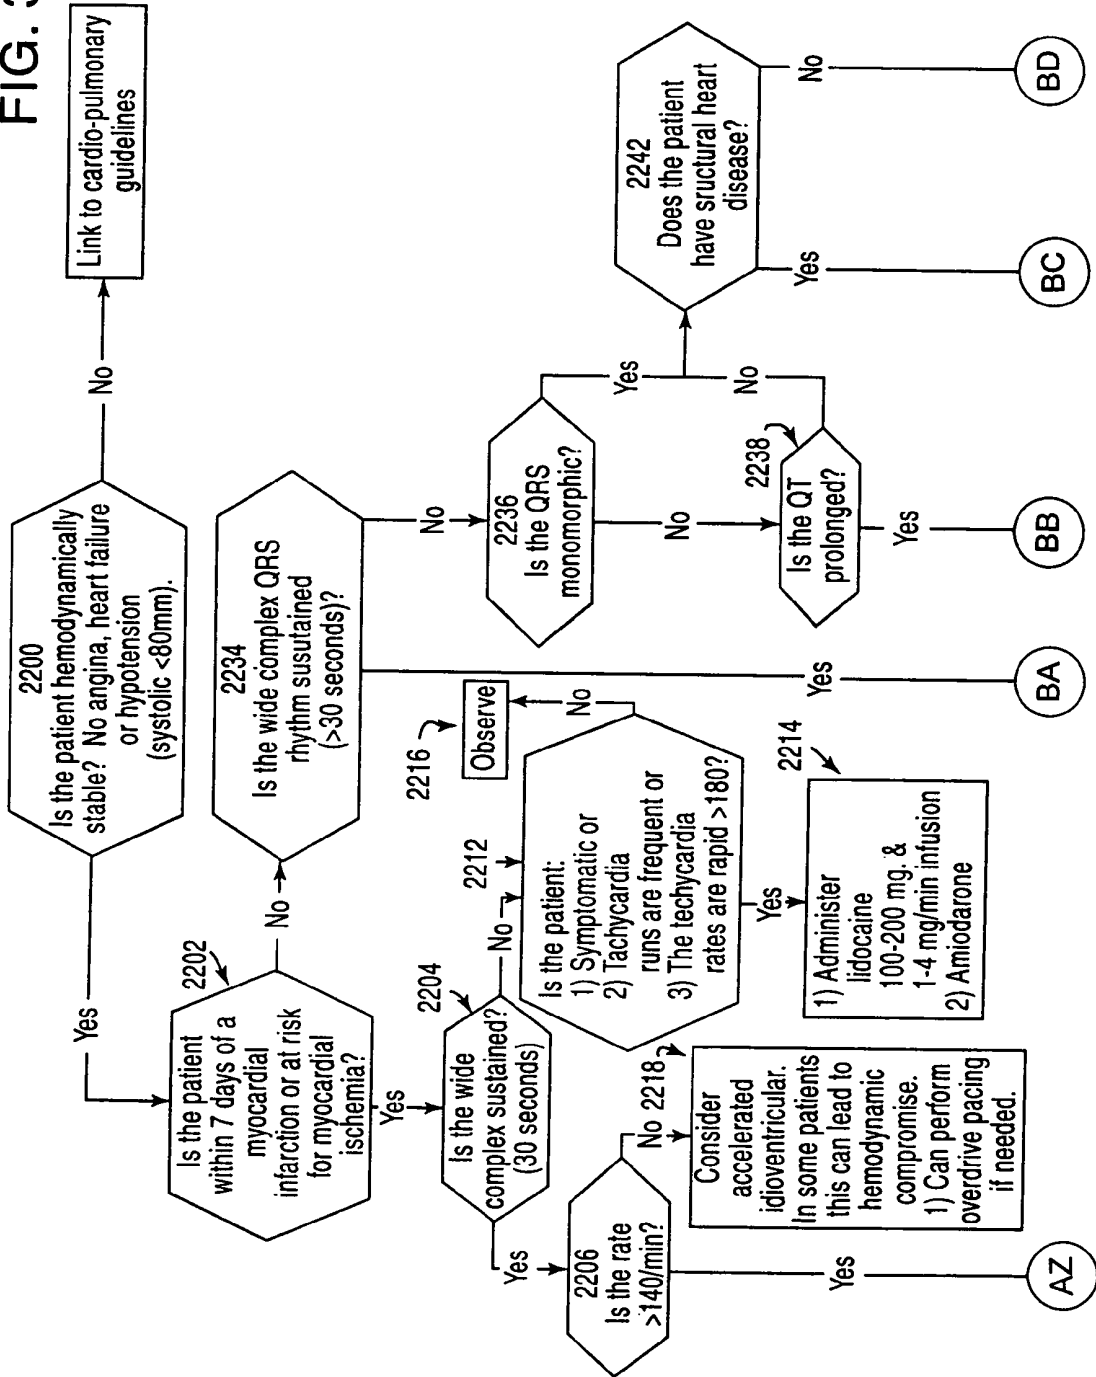 FIG. 3
2200
Is the patient hemodynamically
stable? No angina, heart failure
or hypotension
(systolic <80mm).
No
Link to cardio-pulmonary
guidelines
Yes
2202
Is the patient
within 7 days of a
myocardial
infarction or at risk
for myocardial
ischemia?
No
2234
Is the wide complex QRS
rhythm susutained
(>30 seconds)?
No
2236
Is the QRS
monomorphic?
Yes
No
2238
Is the QT
prolonged?
No
Yes
2242
Does the patient
have sructural heart
disease?
Yes
No
Yes
2204
Is the wide
complex sustained?
(30 seconds)
No
2212
Is the patient:
1) Symptomatic or
2) Tachycardia
runs are frequent or
3) The techycardia
rates are rapid >180?
No
2216
Observe
Yes
2214
1) Administer
lidocaine
100-200 mg. &
1-4 mg/min infusion
2) Amiodarone
Yes
2206
Is the rate
>140/min?
No
2218
Consider
accelerated
idioventricular.
In some patients
this can lead to
hemodynamic
compromise.
1) Can perform
overdrive pacing
if needed.
Yes
Yes
AZ
BA
BB
BC
BD